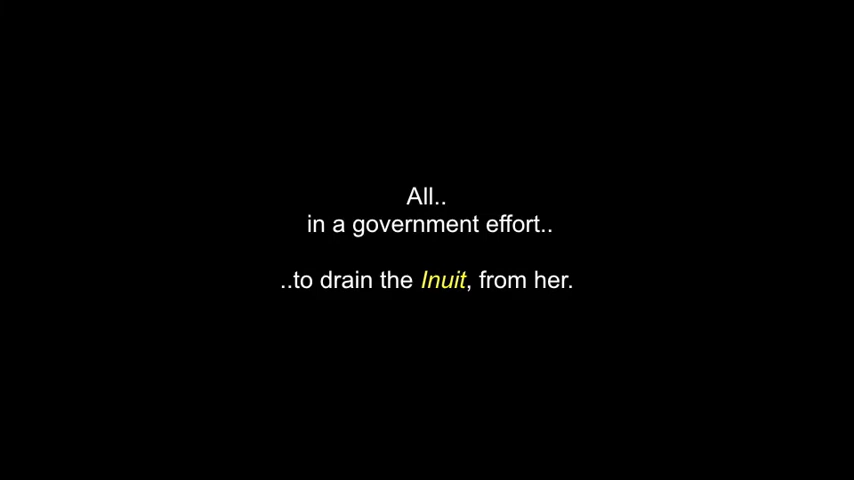 All..
in a government effort..
..to drain the Inuit, from her.